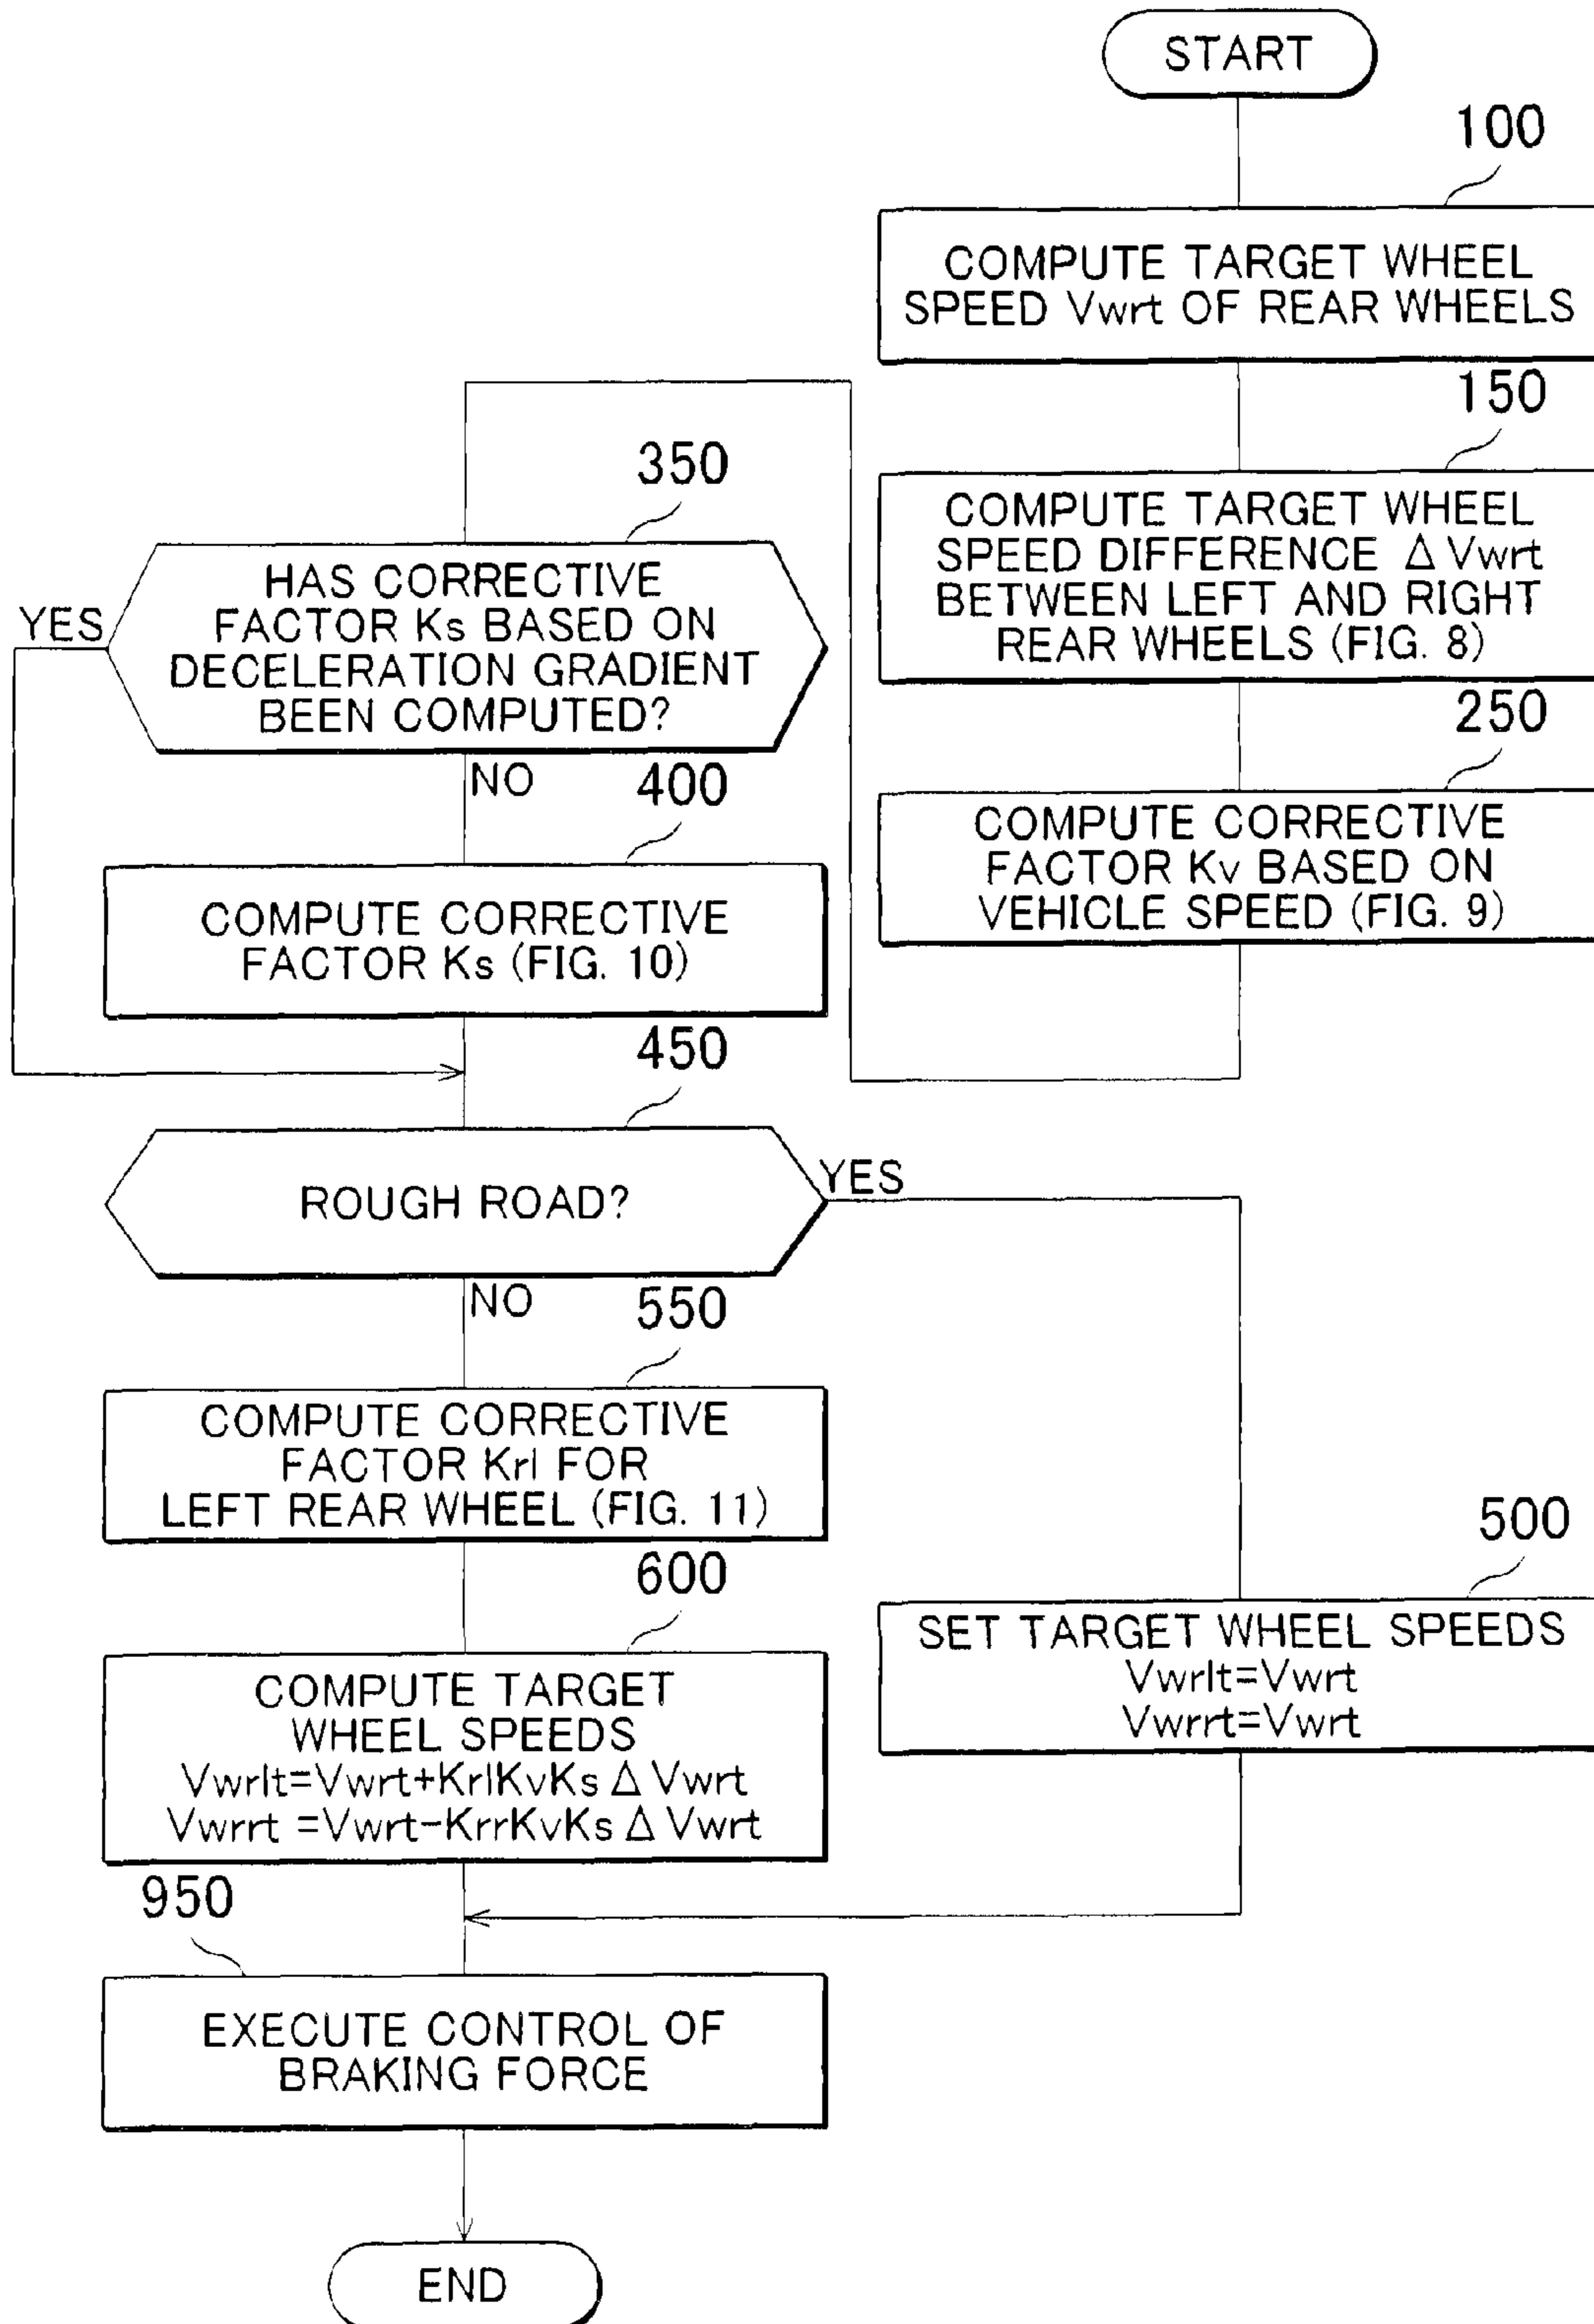 START
100
COMPUTE TARGET WHEEL
SPEED Vwrt OF REAR WHEELS
150
COMPUTE TARGET WHEEL
SPEED DIFFERENCE Δ Vwrt
BETWEEN LEFT AND RIGHT
REAR WHEELS (FIG. 8)
250
COMPUTE CORRECTIVE
FACTOR Kv BASED ON
VEHICLE SPEED (FIG. 9)
350
HAS CORRECTIVE
FACTOR Ks BASED ON
DECELERATION GRADIENT
BEEN COMPUTED?
YES
NO
400
COMPUTE CORRECTIVE
FACTOR Ks (FIG. 10)
450
ROUGH ROAD?
YES
NO
550
COMPUTE CORRECTIVE
FACTOR Krl FOR
LEFT REAR WHEEL (FIG. 11)
600
COMPUTE TARGET
WHEEL SPEEDS
Vwrlt=Vwrt+KrlKvKs Δ Vwrt
Vwrrt =Vwrt-KrrKvKs Δ Vwrt
500
SET TARGET WHEEL SPEEDS
Vwrlt=Vwrt
Vwrrt=Vwrt
950
EXECUTE CONTROL OF
BRAKING FORCE
END